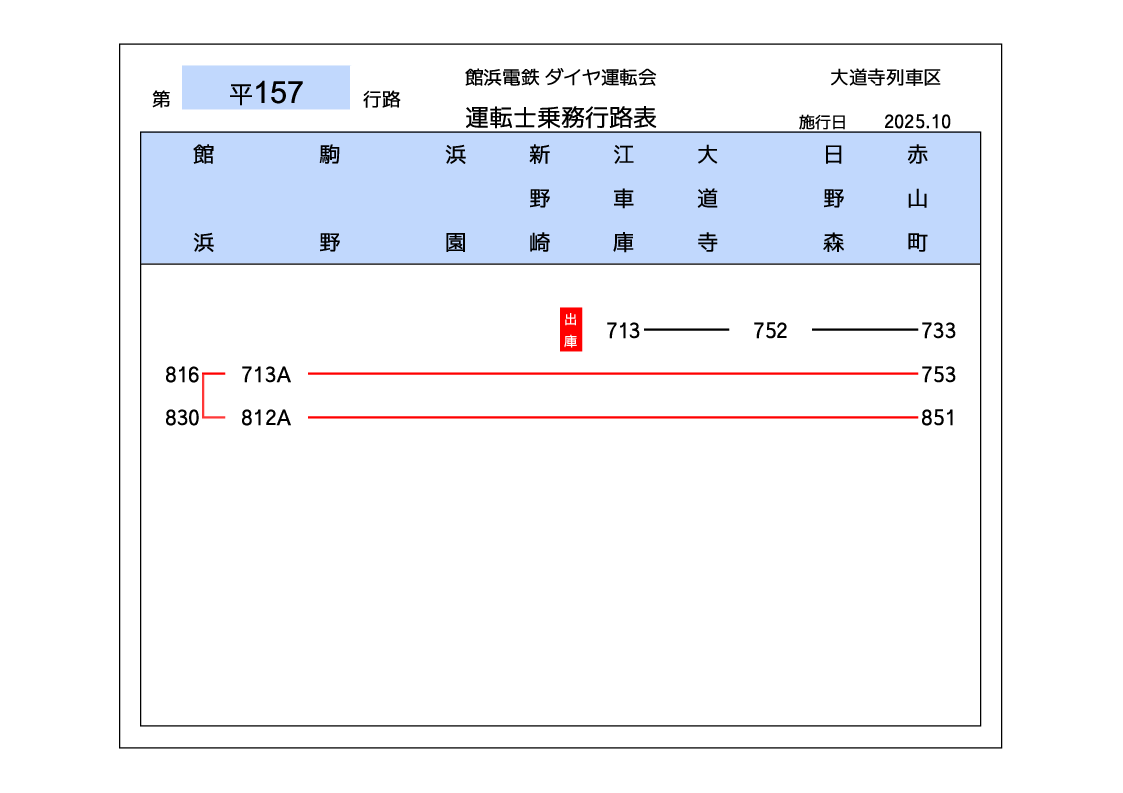 館浜電鉄 ダイヤ運転会 大道寺列車区
第 平157 行路
運転士乗務行路表 施行日 2025.10
館浜 駒野 浜園 新野崎 江車庫 大道寺 日野森 赤山町
出庫 713 752 733
816 713A 753
830 812A 851